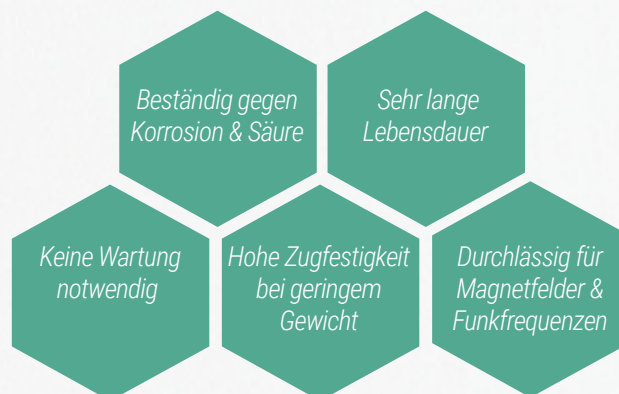 Beständig gegen
Korrosion & Säure
Sehr lange
Lebensdauer
Keine Wartung
notwendig
Hohe Zugfestigkeit
bei geringem
Gewicht
Durchlässig für
Magnetfelder &
Funkfrequenzen